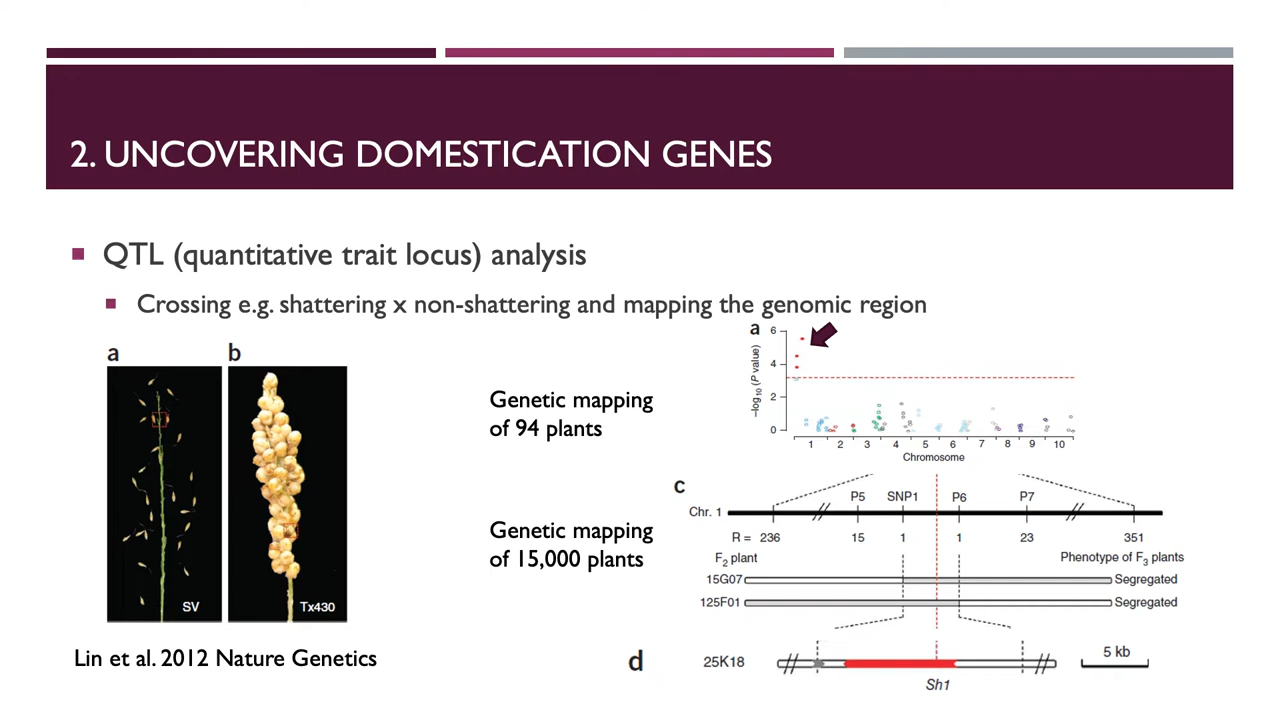 2. UNCOVERING DOMESTICATION GENES
QTL (quantitative trait locus) analysis
Crossing e.g. shattering x non-shattering and mapping the genomic region
a
SV
b
Tx430
Lin et al. 2012 Nature Genetics
Genetic mapping
of 94 plants
Genetic mapping
of 15,000 plants
a
6
4
2
0
–log10 (P value)
1 2 3 4 5 6 7 8 9 10
Chromosome
c
P5 SNP1 P6 P7
Chr. 1
R = 236 15 1 1 23 351
F2 plant Phenotype of F3 plants
15G07 Segregated
125F01 Segregated
d
25K18
5 kb
Sh1